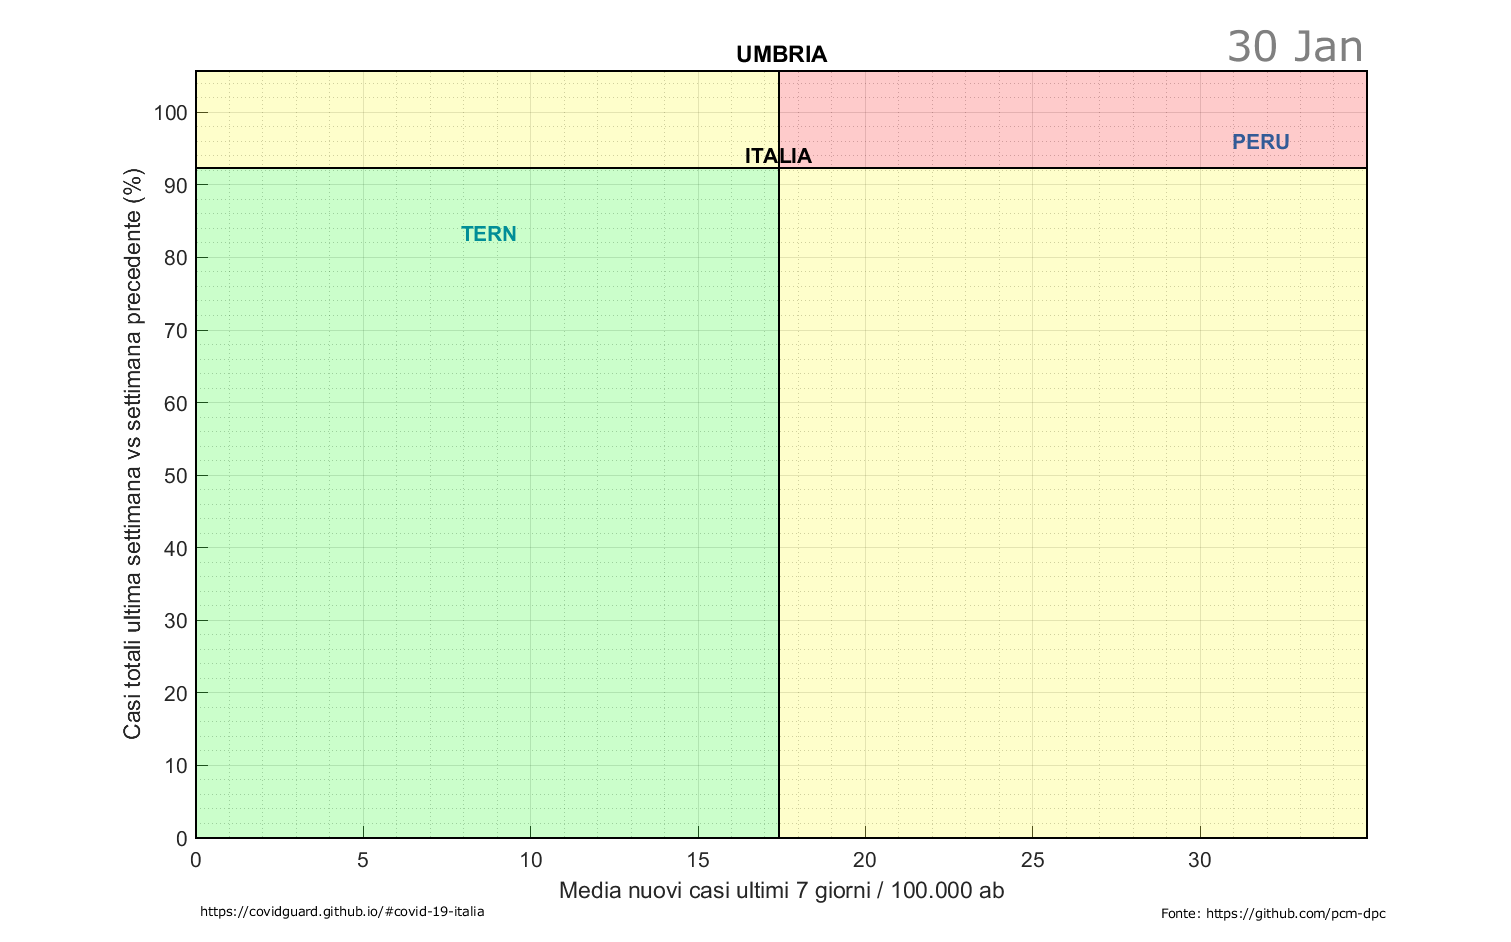 30 Jan
UMBRIA
100
90
80
70
60
50
40
30
20
10
0
Casi totali ultima settimana vs settimana precedente (%)
PERU
ITALIA
TERN
0 5 10 15 20 25 30
Media nuovi casi ultimi 7 giorni / 100.000 ab
https://covidguard.github.io/#covid-19-italia
Fonte: https://github.com/pcm-dpc